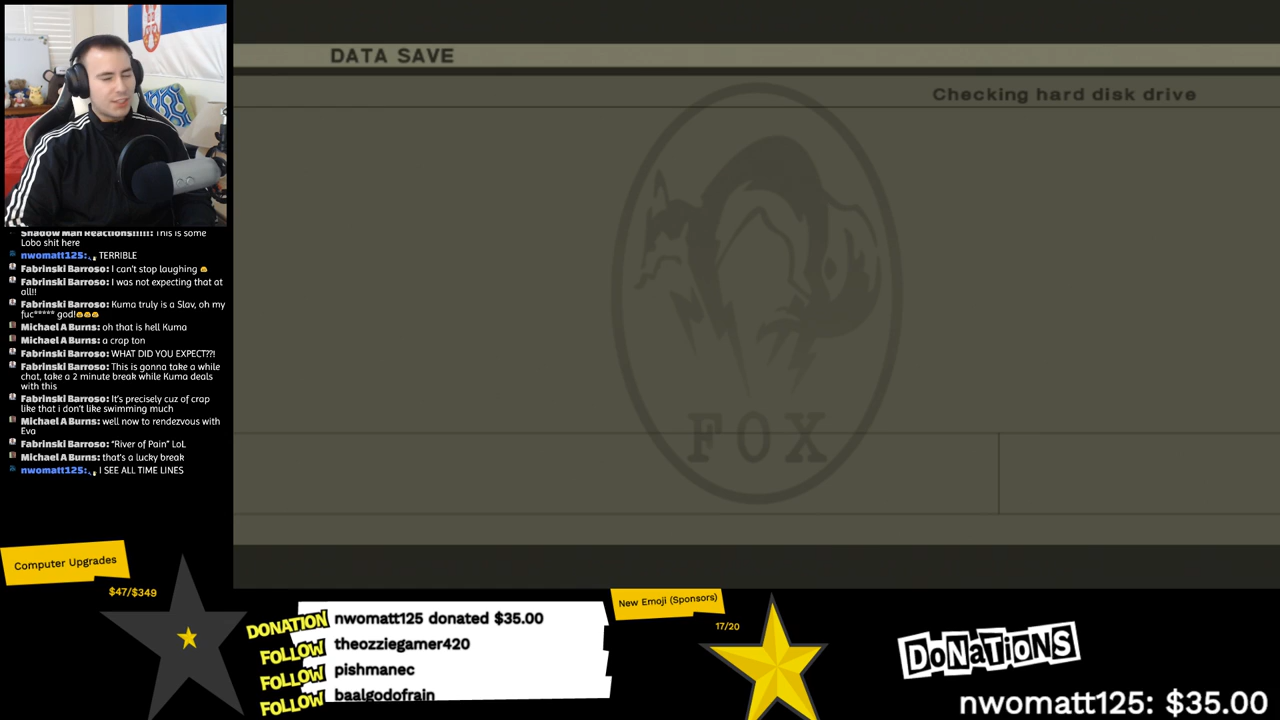 DATA SAVE
Checking hard disk drive
FOX
Shadow Man Reactions!!!!!: This is some
Lobo shit here
nwomatt125: TERRIBLE
Fabrinski Barroso: I can't stop laughing
Fabrinski Barroso: I was not expecting that at
all!!
Fabrinski Barroso: Kuma truly is a Slav, oh my
fuc***** god!
Michael A Burns: oh that is hell Kuma
Michael A Burns: a crap ton
Fabrinski Barroso: WHAT DID YOU EXPECT??!
Fabrinski Barroso: This is gonna take a while
chat, take a 2 minute break while Kuma deals
with this
Fabrinski Barroso: It's precisely cuz of crap
like that i don't like swimming much
Michael A Burns: well now to rendezvous with
Eva
Fabrinski Barroso: “River of Pain” LoL
Michael A Burns: that's a lucky break
nwomatt125: I SEE ALL TIME LINES
Computer Upgrades
$47/$349
DONATION nwomatt125 donated $35.00
FOLLOW theozziegamer420
FOLLOW pishmanec
FOLLOW baalgodofrain
New Emoji (Sponsors)
17/20
DONATIONS
nwomatt125: $35.00